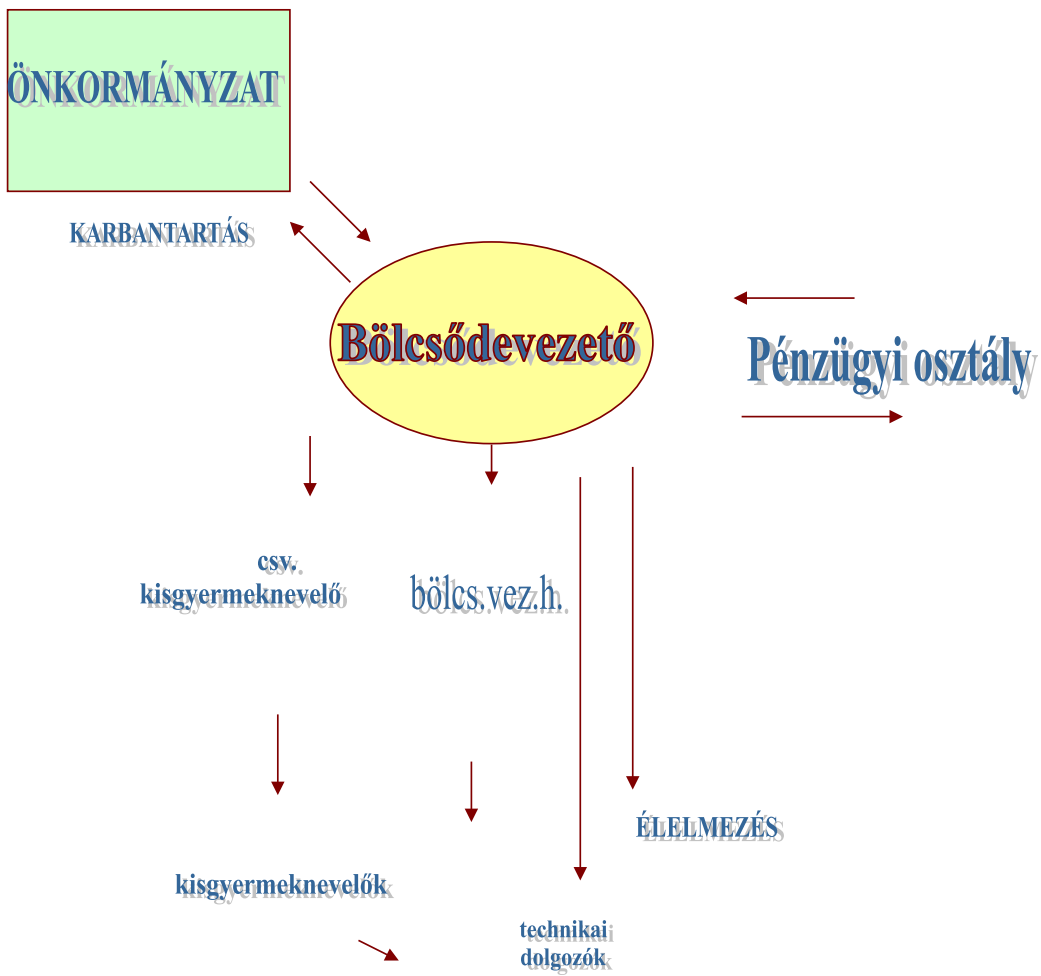 ÖNKORMÁNYZAT
KARBANTARTÁS
Bölcsődevezető
Pénzügyi osztály
csv.
kisgyermeknevelő
bölcs.vez.h.
ÉLELMEZÉS
kisgyermeknevelők
technikai
dolgozók